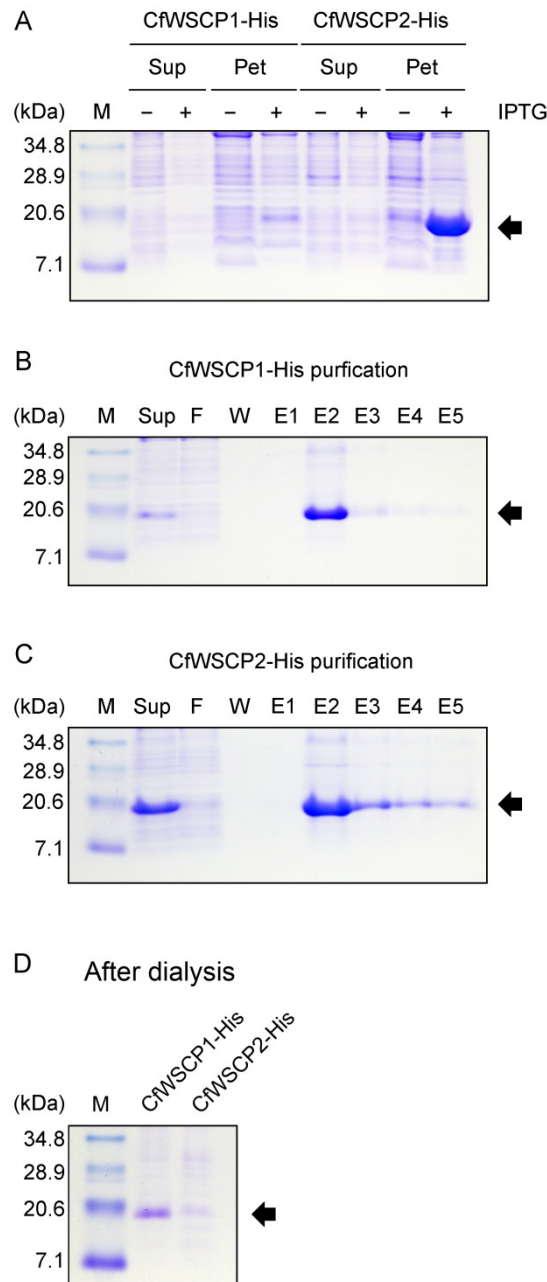 A
CfWSCP1-His CfWSCP2-His
Sup Pet Sup Pet
(kDa) M – + – + – + – + IPTG
34.8
28.9
20.6
7.1
B
CfWSCP1-His purfication
(kDa) M Sup F W E1 E2 E3 E4 E5
34.8
28.9
20.6
7.1
C
CfWSCP2-His purification
(kDa) M Sup F W E1 E2 E3 E4 E5
34.8
28.9
20.6
7.1
D After dialysis
(kDa) M CfWSCP1-His CfWSCP2-His
34.8
28.9
20.6
7.1